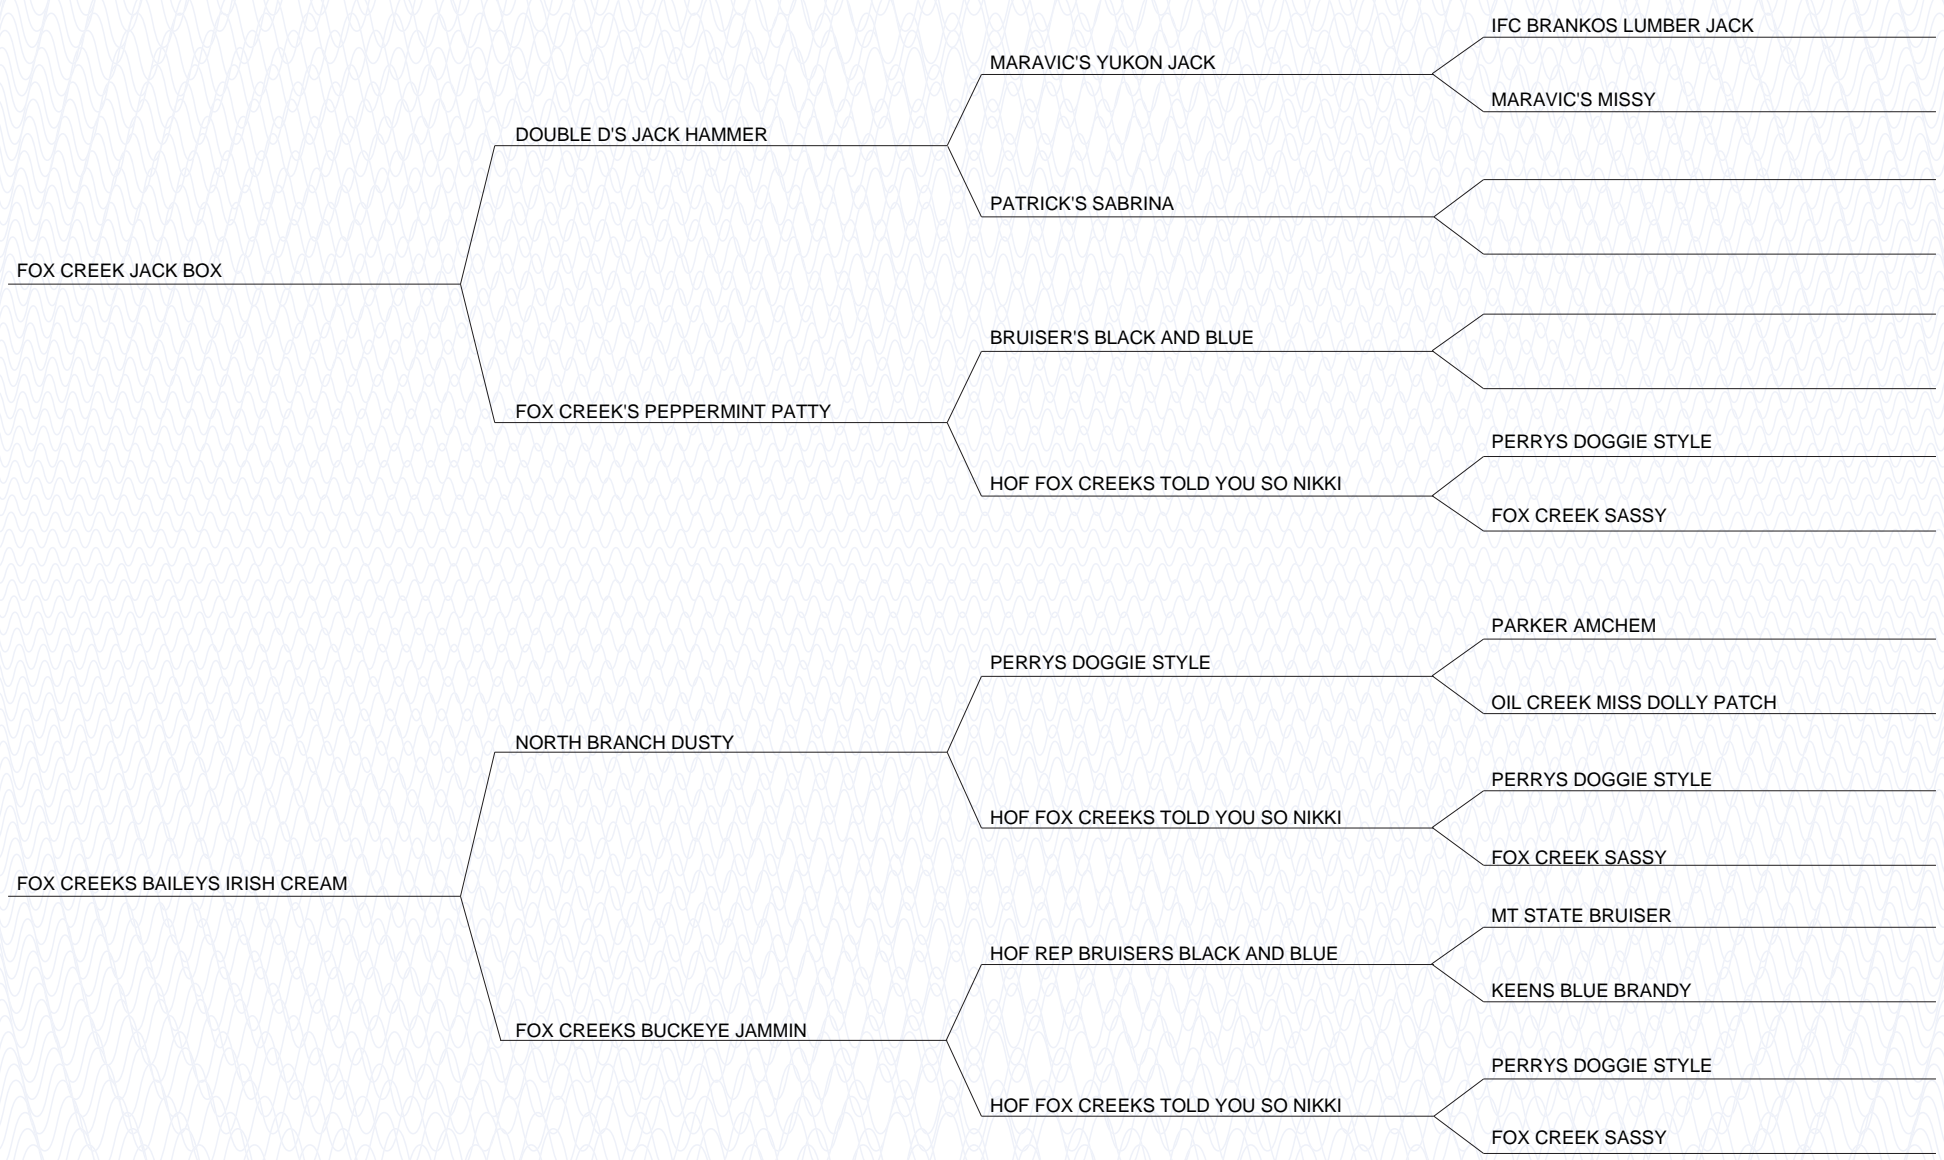 IFC BRANKOS LUMBER JACK
MARAVIC'S YUKON JACK
MARAVIC'S MISSY
DOUBLE D'S JACK HAMMER
PATRICK'S SABRINA
FOX CREEK JACK BOX
BRUISER'S BLACK AND BLUE
FOX CREEK'S PEPPERMINT PATTY
PERRYS DOGGIE STYLE
HOF FOX CREEKS TOLD YOU SO NIKKI
FOX CREEK SASSY
PARKER AMCHEM
PERRYS DOGGIE STYLE
OIL CREEK MISS DOLLY PATCH
NORTH BRANCH DUSTY
PERRYS DOGGIE STYLE
HOF FOX CREEKS TOLD YOU SO NIKKI
FOX CREEK SASSY
FOX CREEKS BAILEYS IRISH CREAM
MT STATE BRUISER
HOF REP BRUISERS BLACK AND BLUE
KEENS BLUE BRANDY
FOX CREEKS BUCKEYE JAMMIN
PERRYS DOGGIE STYLE
HOF FOX CREEKS TOLD YOU SO NIKKI
FOX CREEK SASSY